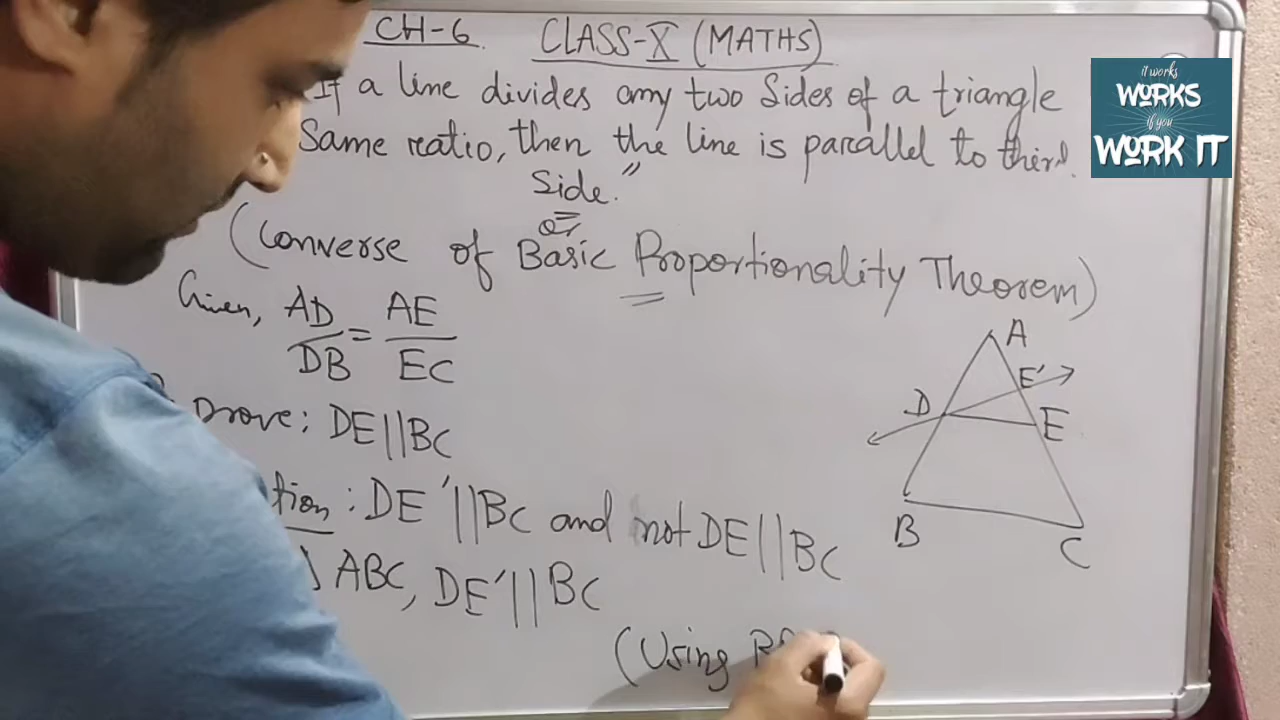 CH-6. CLASS-X (MATHS)
If a line divides any two Sides of a triangle
Same ratio, then the line is parallel to third
Side."
or
(Converse of Basic Proportionality Theorem)
Given, AD/DB = AE/EC
prove: DE||BC
tion : DE'||BC and not DE||BC
Δ ABC, DE'||BC
(Using
A
E'
D
E
B
C
it works
WORKS
if you
WORK IT